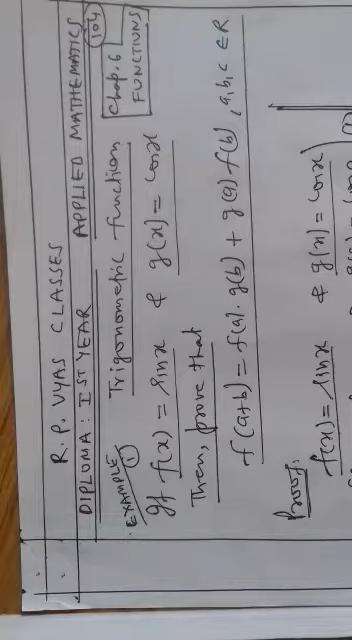 R.P. VYAS CLASSES
DIPLOMA: I ST YEAR APPLIED MATHEMATICS
104
EXAMPLE 1 Trigonometric function Chap. 6 FUNCTIONS
If f(x) = sinx & g(x) = cosx
Then, prove that
f(a+b) = f(a). g(b) + g(a) f(b), a,b,c ∈ R
Proof:
f(x) = sinx & g(x) = cosx